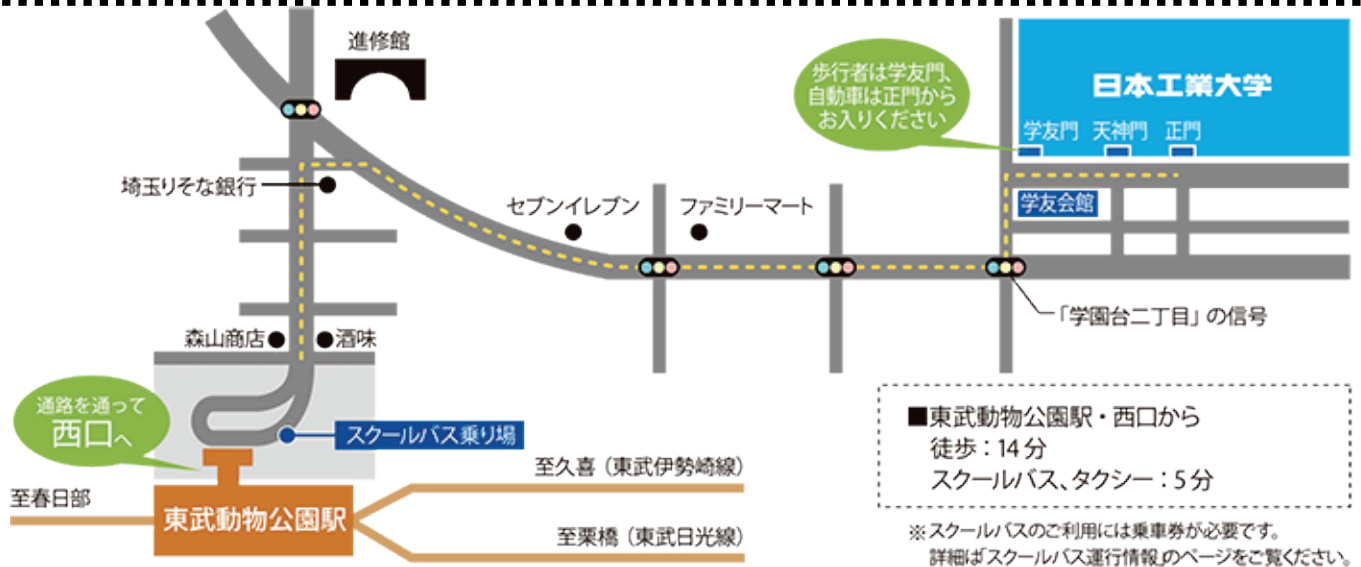 進修館
歩行者は学友門、
自動車は正門から
お入りください
日本工業大学
学友門 天神門 正門
埼玉りそな銀行
セブンイレブン
ファミリーマート
学友会館
「学園台二丁目」の信号
森山商店
酒味
通路を通って
西口へ
スクールバス乗り場
■東武動物公園駅・西口から
徒歩：14分
スクールバス、タクシー：5分
至久喜（東武伊勢崎線）
至春日部
東武動物公園駅
至栗橋（東武日光線）
※スクールバスのご利用には乗車券が必要です。
詳細は「スクールバス運行情報」のページをご覧ください。